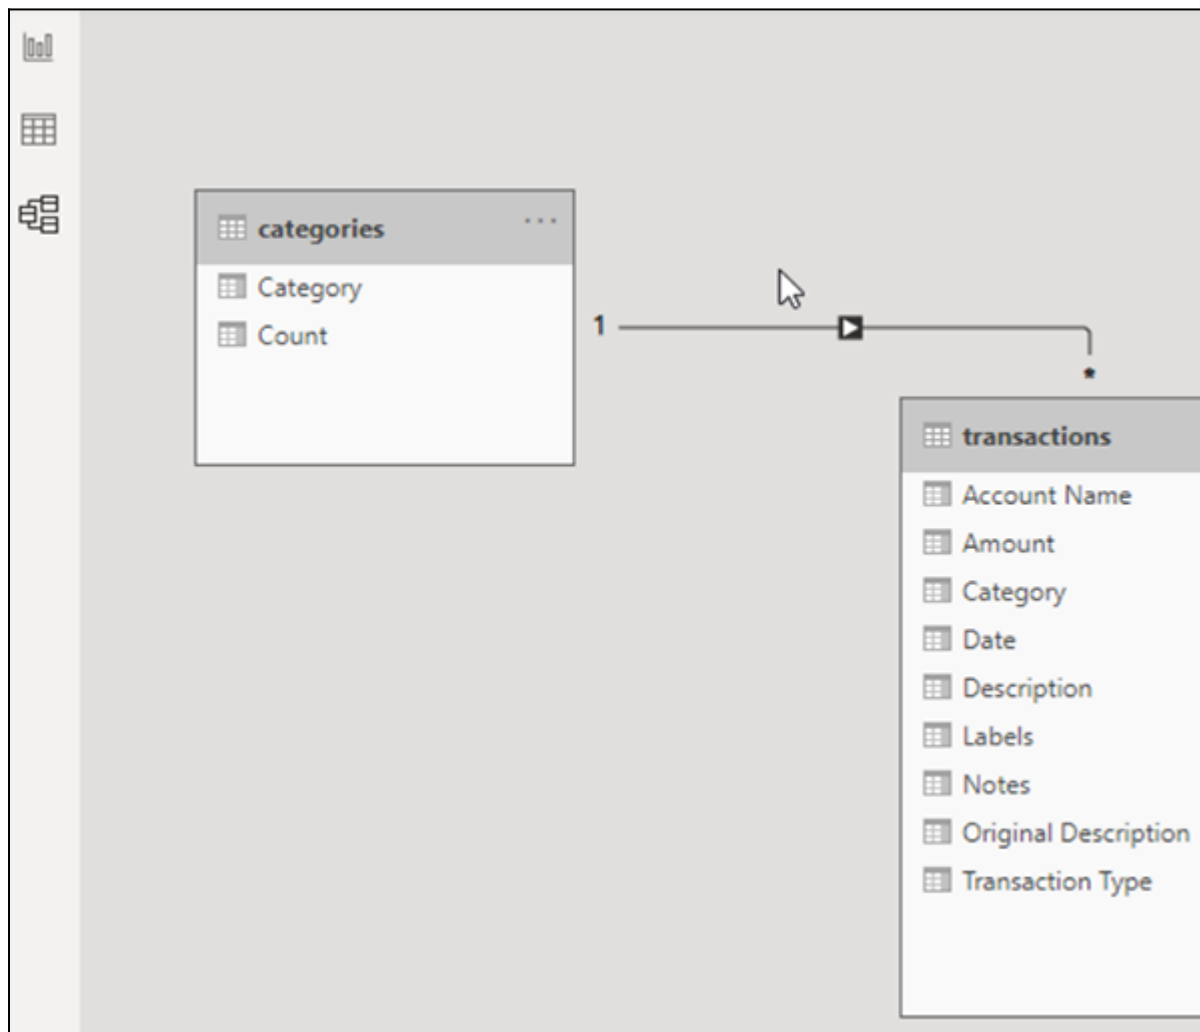 categories
...
Category
Count
1
*
transactions
Account Name
Amount
Category
Date
Description
Labels
Notes
Original Description
Transaction Type